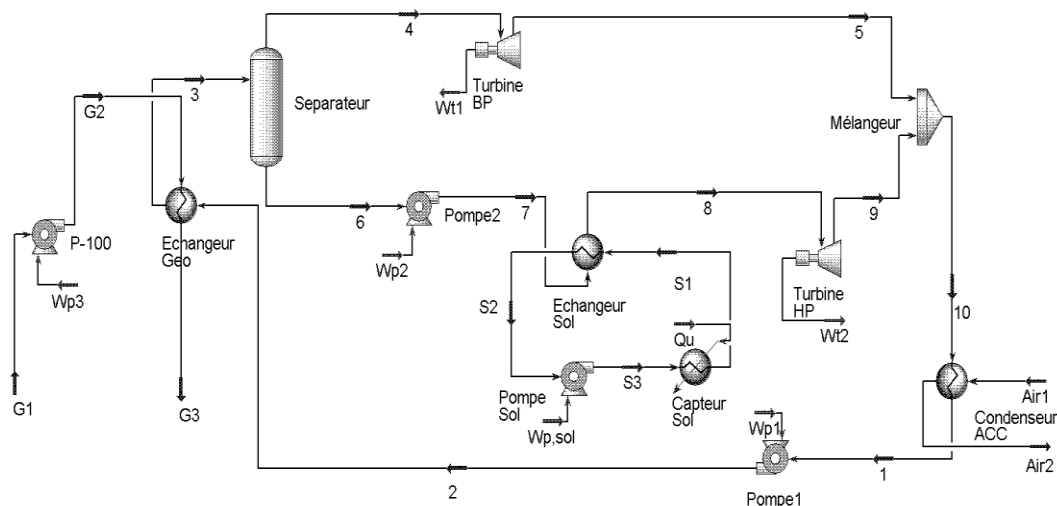 4
5
3
Turbine
BP
G2
Separateur
Wt1
Mélangeur
8
9
6
7
Pompe2
P-100
Echangeur
Geo
Wp2
S1
Wp3
S2
Echangeur
Sol
Turbine
HP
10
Qu
Wt2
S3
G1
G3
Pompe
Sol
Capteur
Sol
Wp1
Air1
Wp,sol
Condenseur
ACC
Air2
2
1
Pompe1